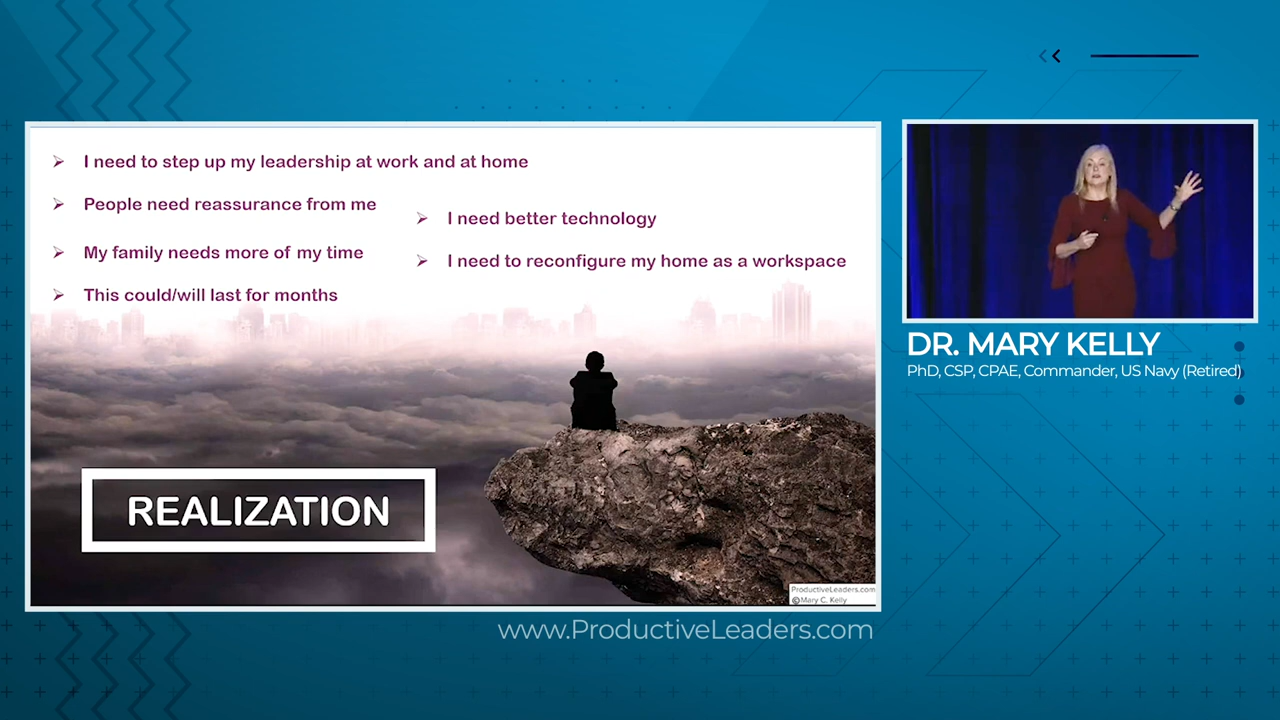 I need to step up my leadership at work and at home
People need reassurance from me
My family needs more of my time
This could/will last for months
I need better technology
I need to reconfigure my home as a workspace
REALIZATION
ProductiveLeaders.com
©Mary C. Kelly
www.ProductiveLeaders.com
DR. MARY KELLY
PhD, CSP, CPAE, Commander, US Navy (Retired)